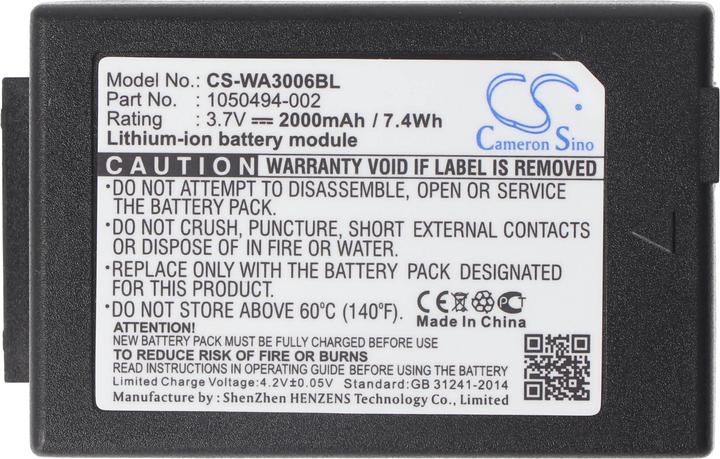 Model No.: CS-WA3006BL
Part No. : 1050494-002
Rating : 3.7V 2000mAh / 7.4Wh
Lithium-ion battery module
CS
Cameron Sino
CAUTION WARRANTY VOID IF LABEL IS REMOVED
•DO NOT ATTEMPT TO DISASSEMBLE, OPEN OR SERVICE
THE BATTERY PACK.
•DO NOT CRUSH, PUNCTURE, SHORT EXTERNAL CONTACTS
OR DISPOSE OF IN FIRE OR WATER.
•REPLACE ONLY WITH THE BATTERY PACK DESIGNATED
FOR THIS PRODUCT.
•DO NOT STORE ABOVE 60°C (140°F).
CE
Made In China
ATTENTION!
NEW BATTERY PACK MUST BE FULLY CHARGED BEFORE USE
TO REDUCE RISK OF FIRE OR BURNS
READ INSTRUCTIONS BEFORE USING THE BATTERY
Limited Charge Voltage:4.2V±0.05V Standard:GB 31241-2014
Manufacture by : ShenZhen HENZENS Technology Co., Limited